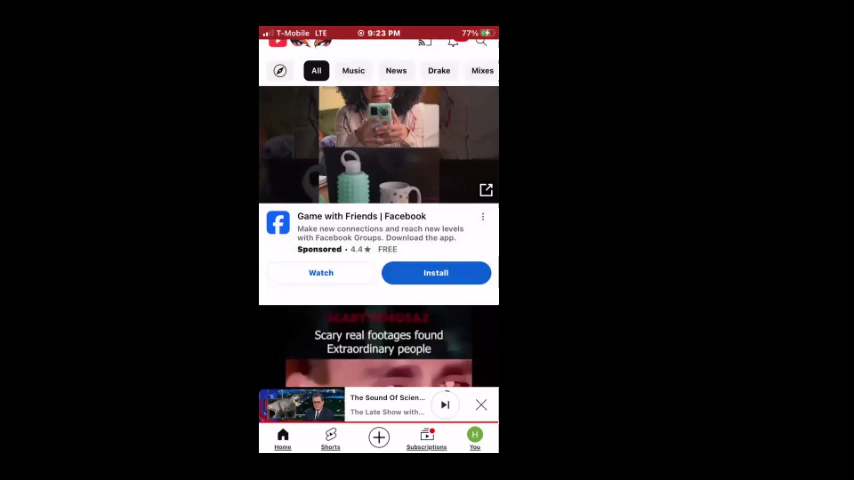 T-Mobile LTE 9:23 PM 77%
All Music News Drake Mixes
Game with Friends | Facebook
Make new connections and reach new levels
with Facebook Groups. Download the app.
Sponsored · 4.4★ FREE
Watch Install
Scary real footages found
Extraordinary people
The Sound Of Scien...
The Late Show with...
H
Home Shorts Subscriptions You